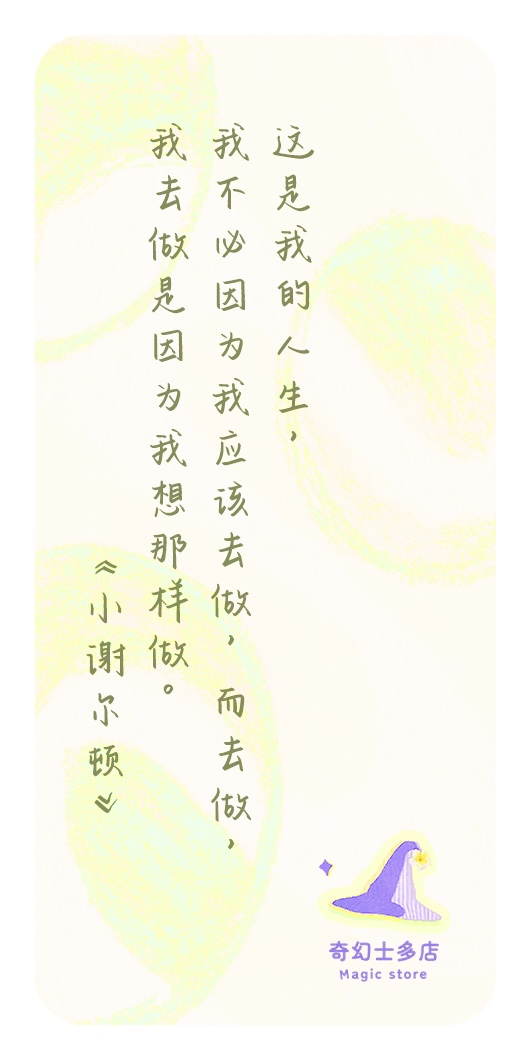 这是我的人生，
我不必因为我应该去做，而去做，
我去做是因为我想那样做。
《小谢尔顿》
奇幻士多店
Magic store